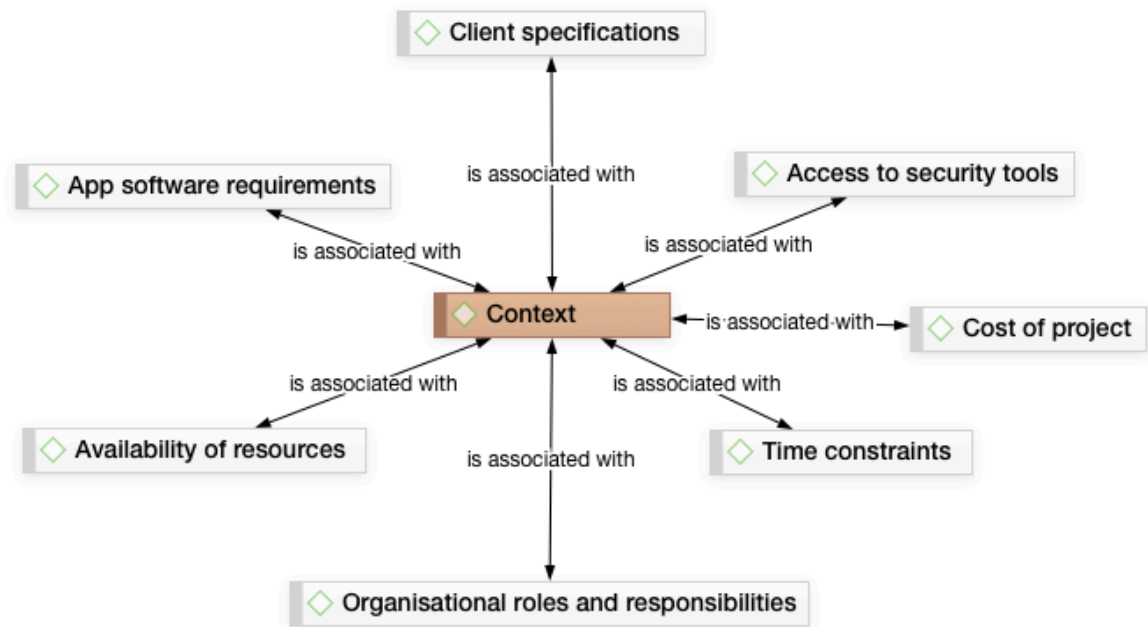 Client specifications
is associated with
App software requirements
Access to security tools
is associated with
is associated with
Context
is associated with
Cost of project
is associated with
is associated with
Availability of resources
Time constraints
is associated with
Organisational roles and responsibilities